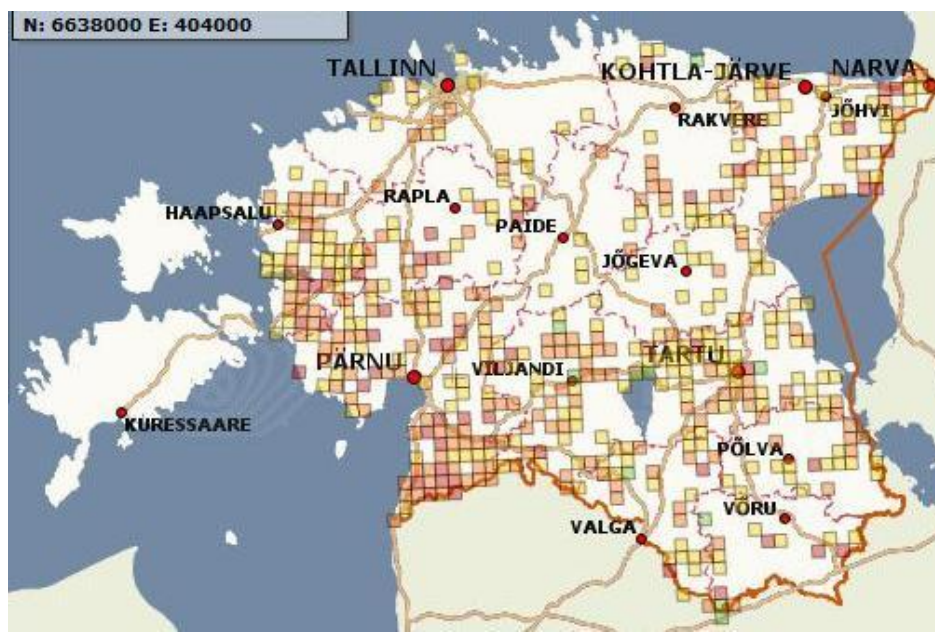 N: 6638000 E: 404000
TALLINN
KOHTLA-JÄRVE
NARVA
RAKVERE
JÕHVI
HAAPSALU
RAPLA
PAIDE
JÕGEVA
PÄRNU
VILJANDI
TARTU
KURESSAARE
PÕLVA
VALGA
VÕRU